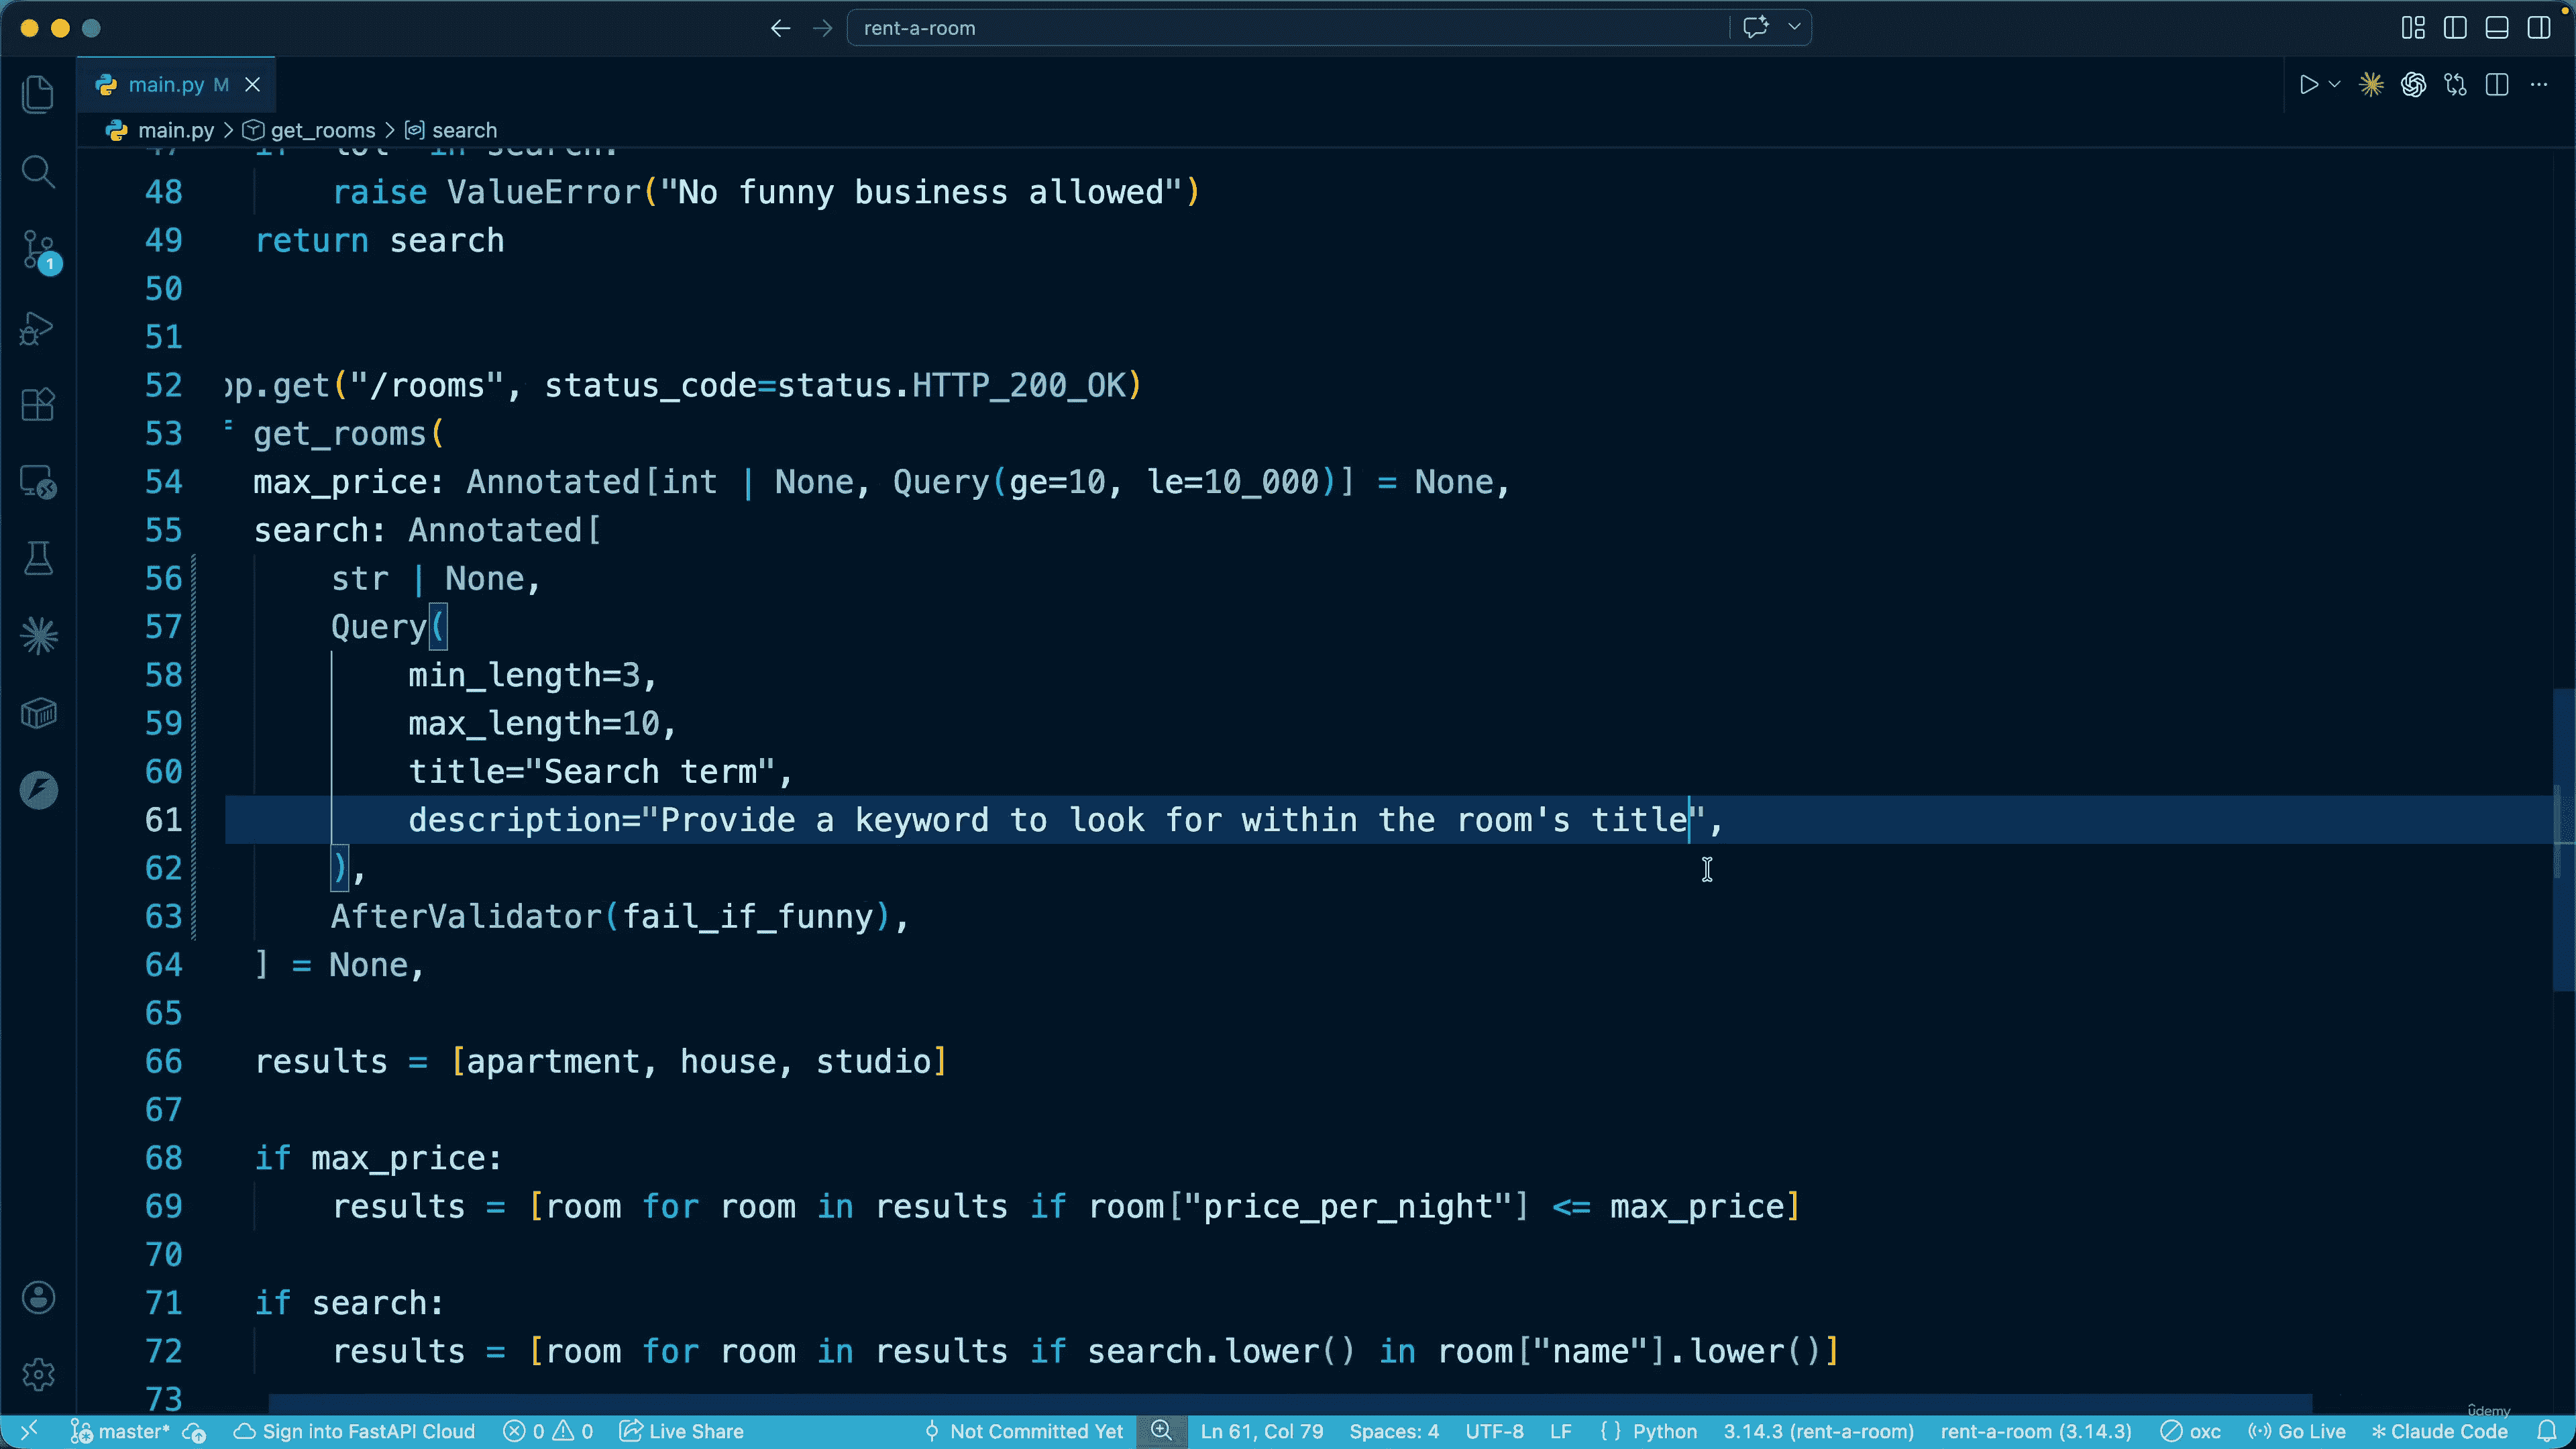 rent-a-room
main.py M
main.py > get_rooms > search
48 raise ValueError("No funny business allowed")
49 return search
50
51
52 pp.get("/rooms", status_code=status.HTTP_200_OK)
53 get_rooms(
54 max_price: Annotated[int | None, Query(ge=10, le=10_000)] = None,
55 search: Annotated[
56 str | None,
57 Query(
58 min_length=3,
59 max_length=10,
60 title="Search term",
61 description="Provide a keyword to look for within the room's title",
62 ),
63 AfterValidator(fail_if_funny),
64 ] = None,
65
66 results = [apartment, house, studio]
67
68 if max_price:
69 results = [room for room in results if room["price_per_night"] <= max_price]
70
71 if search:
72 results = [room for room in results if search.lower() in room["name"].lower()]
73
1
ûdemy
master* Sign into FastAPI Cloud 0 0 Live Share Not Committed Yet Ln 61, Col 79 Spaces: 4 UTF-8 LF { } Python 3.14.3 (rent-a-room) rent-a-room (3.14.3) oxc Go Live Claude Code